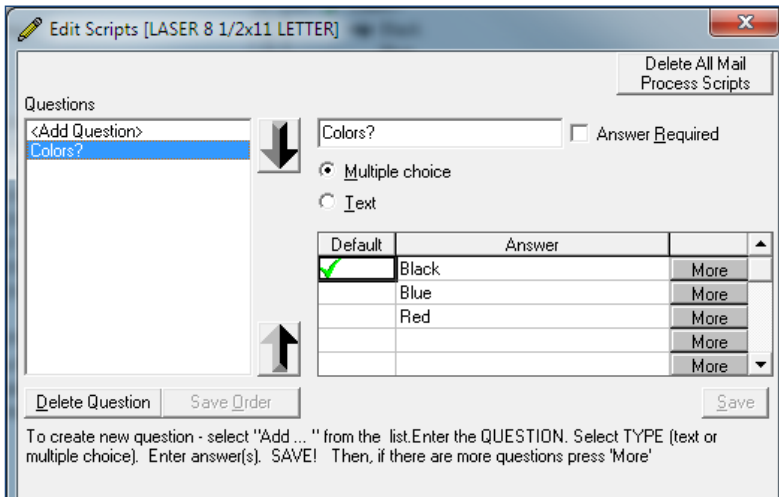 Edit Scripts [LASER 8 1/2x11 LETTER]
X
Delete All Mail
Process Scripts
Questions
<Add Question>
Colors?
Colors?
Answer Required
Multiple choice
Text
Default Answer
Black More
Blue More
Red More
More
More
Delete Question Save Order Save
To create new question - select "Add ... " from the list.Enter the QUESTION. Select TYPE (text or
multiple choice). Enter answer(s). SAVE! Then, if there are more questions press 'More'